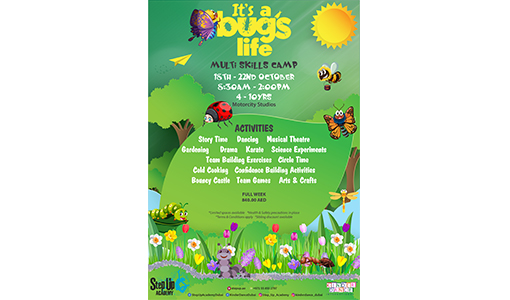 It's a
bug's
life
MULTI SKILLS CAMP
18TH - 22ND OCTOBER
8:30AM - 2:00PM
4 - 10YRS
Motorcity Studios
ACTIVITIES
Story Time Dancing Musical Theatre
Gardening Drama Karate Science Experiments
Team Building Exercises Circle Time
Cold Cooking Confidence Building Activities
Bouncy Castle Team Games Arts & Crafts
FULL WEEK
Step Up
ACADEMY